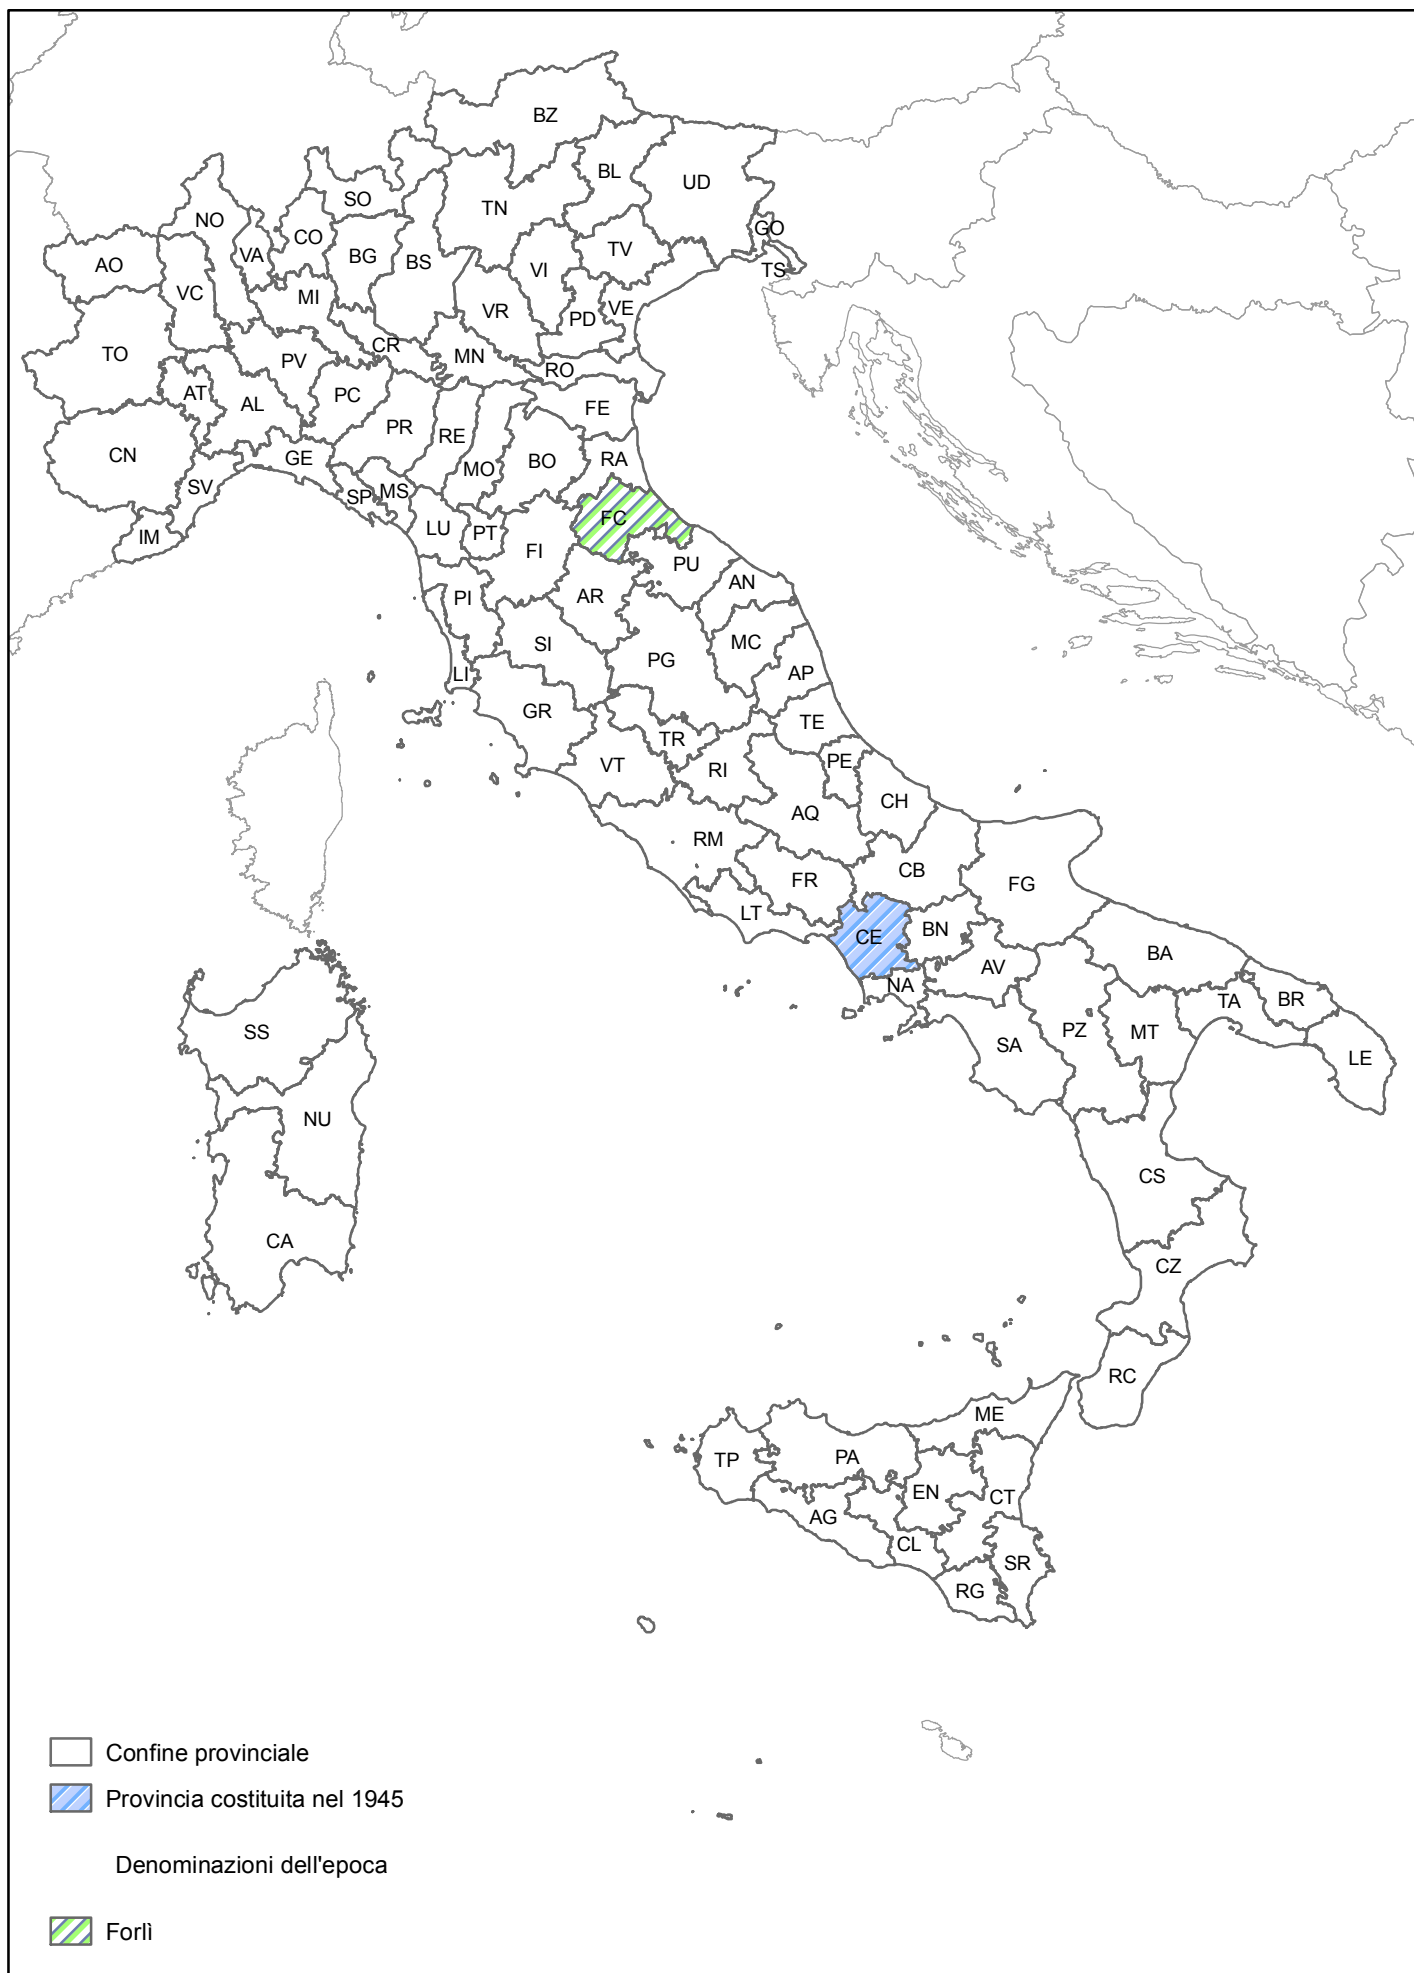 BZ
BL
UD
SO
TN
NO
GO
CO
TV
VA
BG
BS
VI
AO
TS
VC
MI
VR
VE
PD
CR
TO
MN
PV
RO
AT
PC
AL
FE
PR
RE
CN
GE
BO
RA
MO
SV
SP
MS
FC
LU
PT
IM
FI
PU
AN
PI
AR
MC
SI
PG
LI
AP
GR
TE
TR
PE
VT
RI
CH
AQ
RM
CB
FR
FG
LT
CE
BN
BA
AV
NA
TA
BR
SS
PZ
MT
SA
LE
NU
CS
CA
CZ
RC
ME
TP
PA
EN
CT
AG
CL
SR
RG
Confine provinciale
Provincia costituita nel 1945
Denominazioni dell'epoca
Forlì